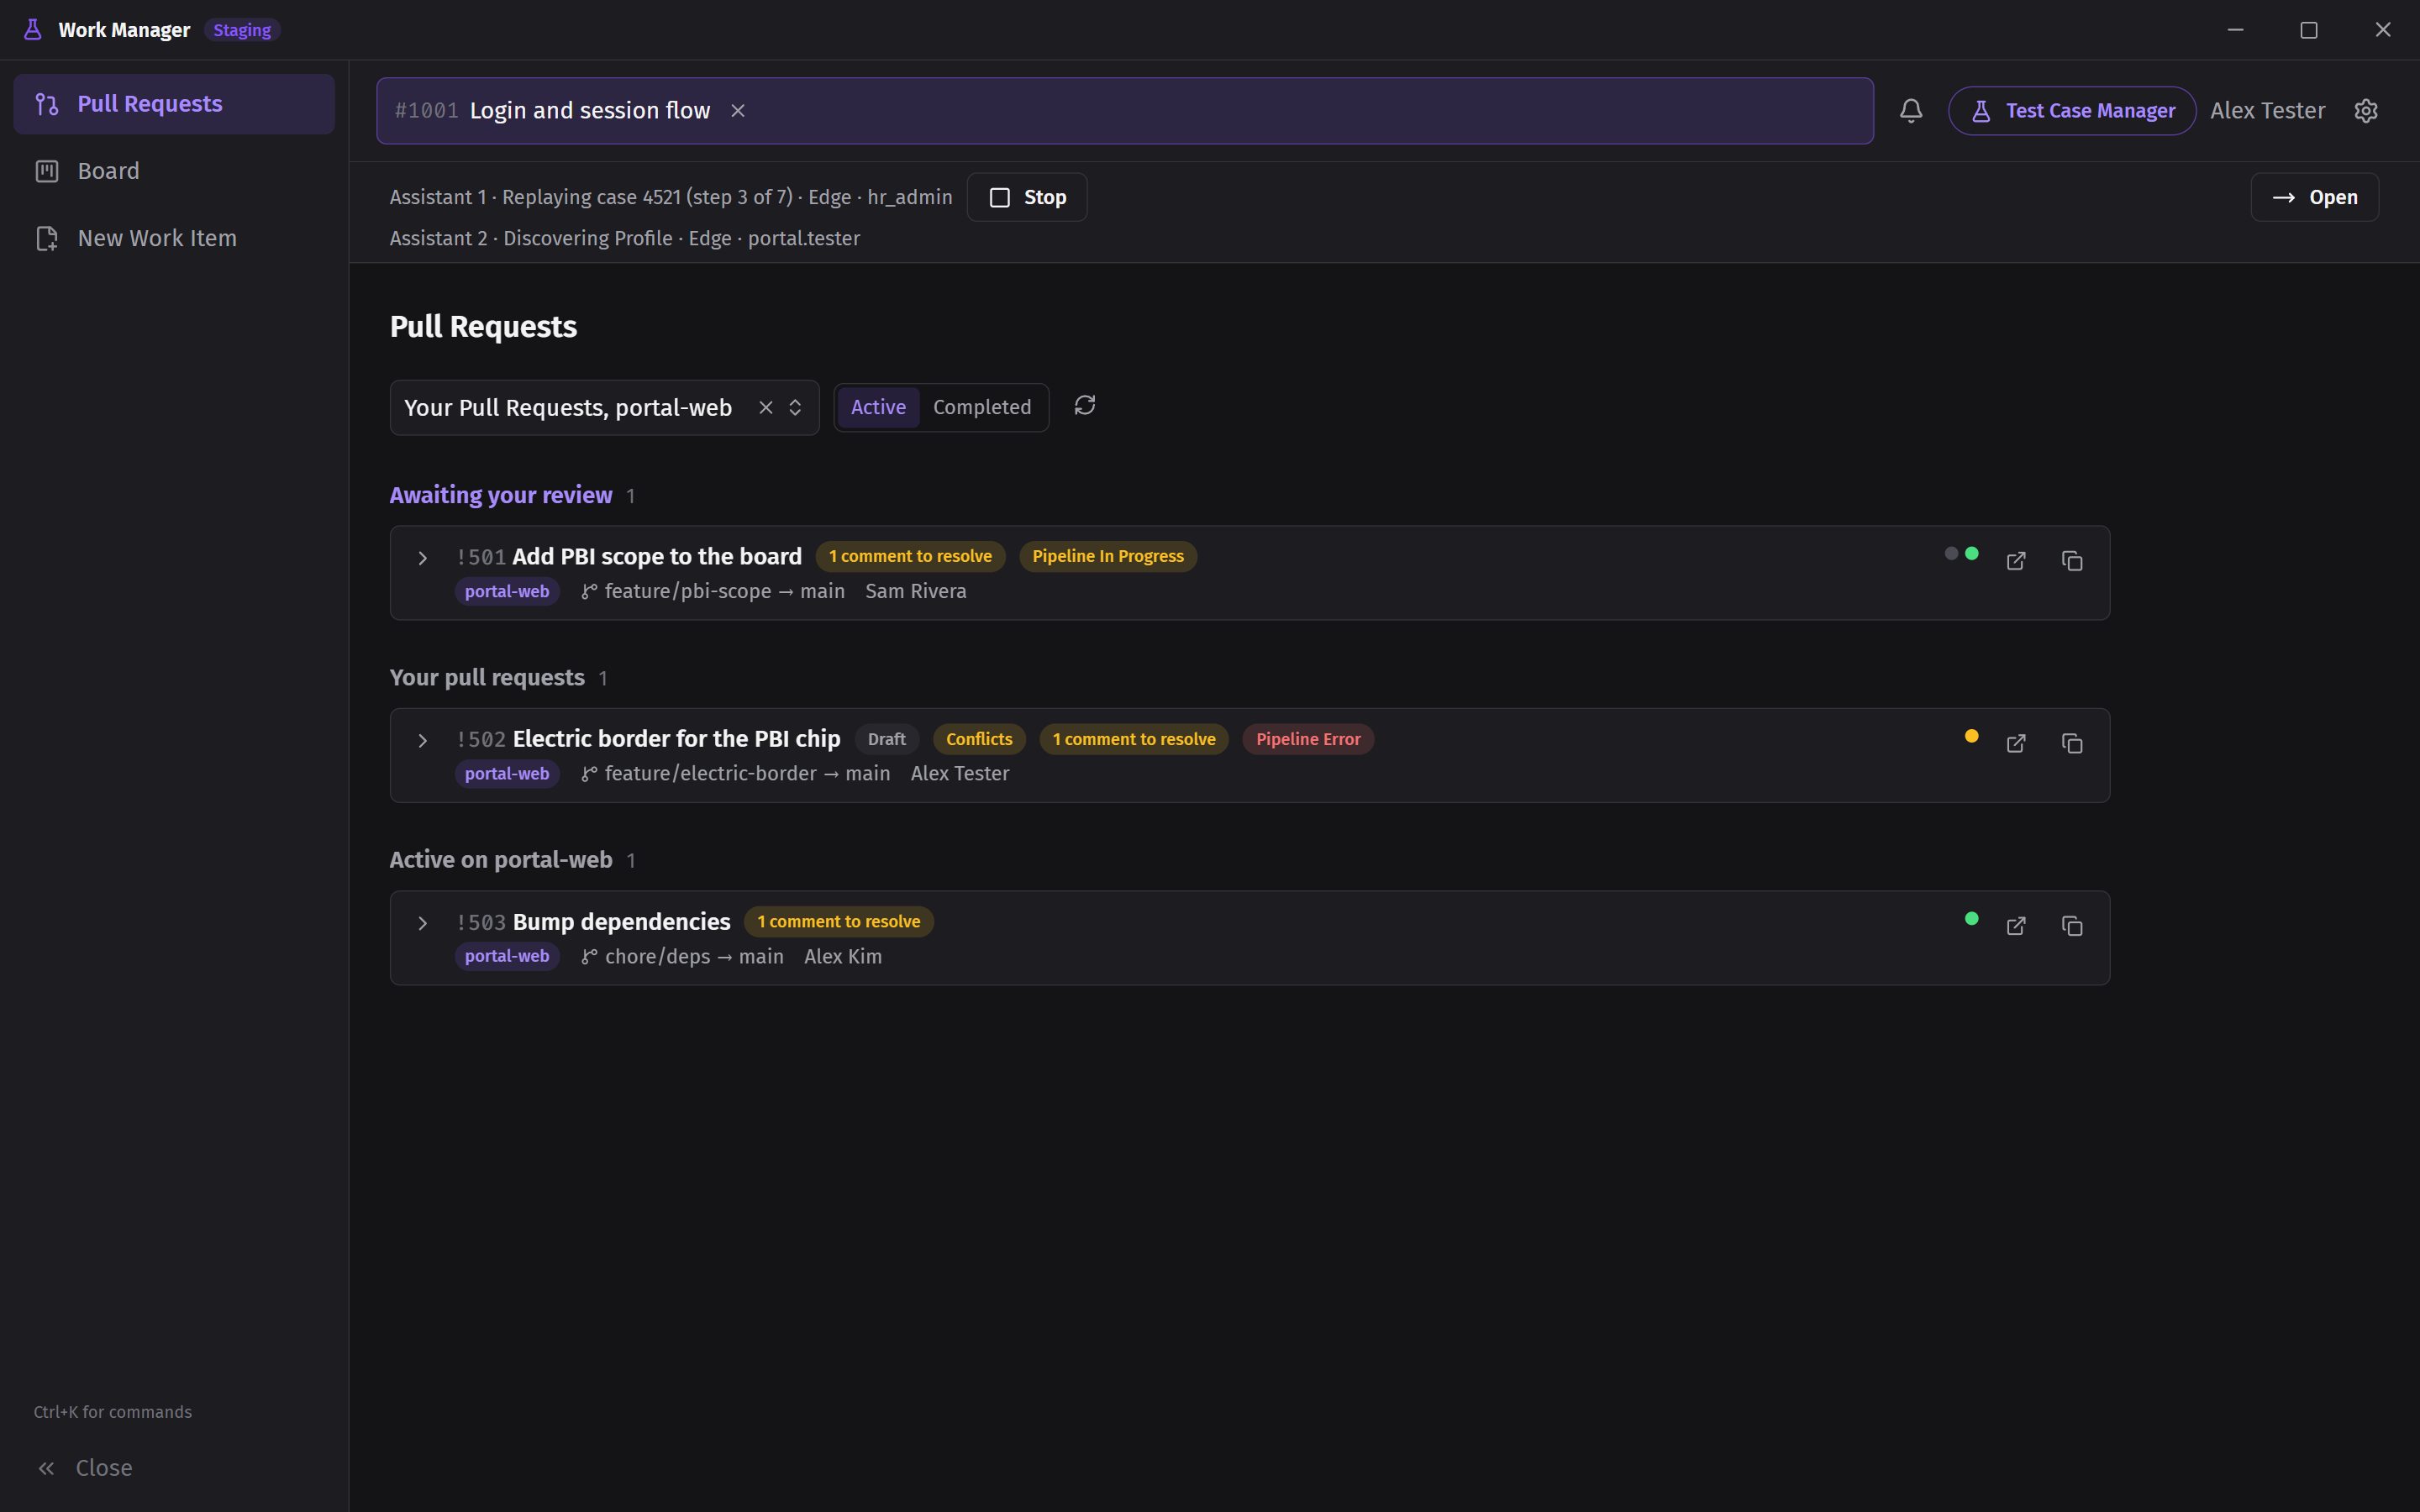 Work Manager Staging
Pull Requests
Board
New Work Item
#1001 Login and session flow
Test Case Manager
Alex Tester
Assistant 1 · Replaying case 4521 (step 3 of 7) · Edge · hr_admin
Stop
Open
Assistant 2 · Discovering Profile · Edge · portal.tester
Pull Requests
Your Pull Requests, portal-web
Active
Completed
Awaiting your review 1
!501 Add PBI scope to the board 1 comment to resolve Pipeline In Progress
portal-web feature/pbi-scope → main Sam Rivera
Your pull requests 1
!502 Electric border for the PBI chip Draft Conflicts 1 comment to resolve Pipeline Error
portal-web feature/electric-border → main Alex Tester
Active on portal-web 1
!503 Bump dependencies 1 comment to resolve
portal-web chore/deps → main Alex Kim
Ctrl+K for commands
Close